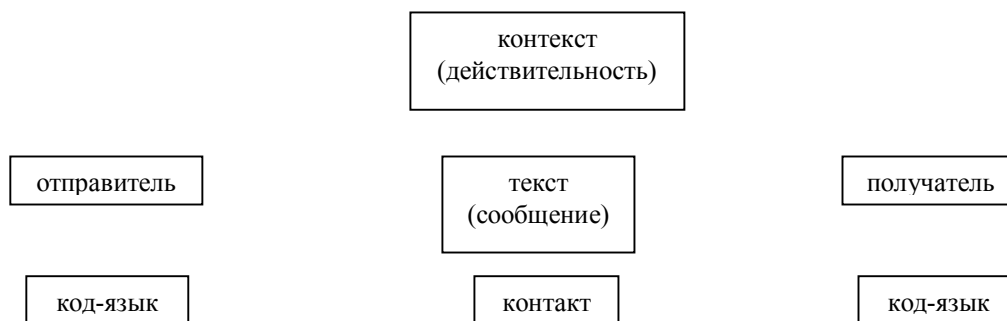 контекст
(действительность)
отправитель
текст
(сообщение)
получатель
код-язык
контакт
код-язык